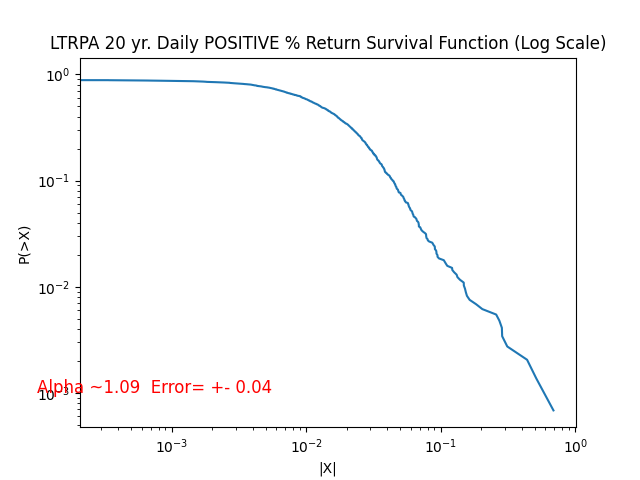 LTRPA 20 yr. Daily POSITIVE % Return Survival Function (Log Scale)
10⁰
10⁻¹
P(>X)
10⁻²
Alpha ~1.09  Error= +- 0.04
10⁻³
10⁻³ 10⁻² 10⁻¹ 10⁰
|X|